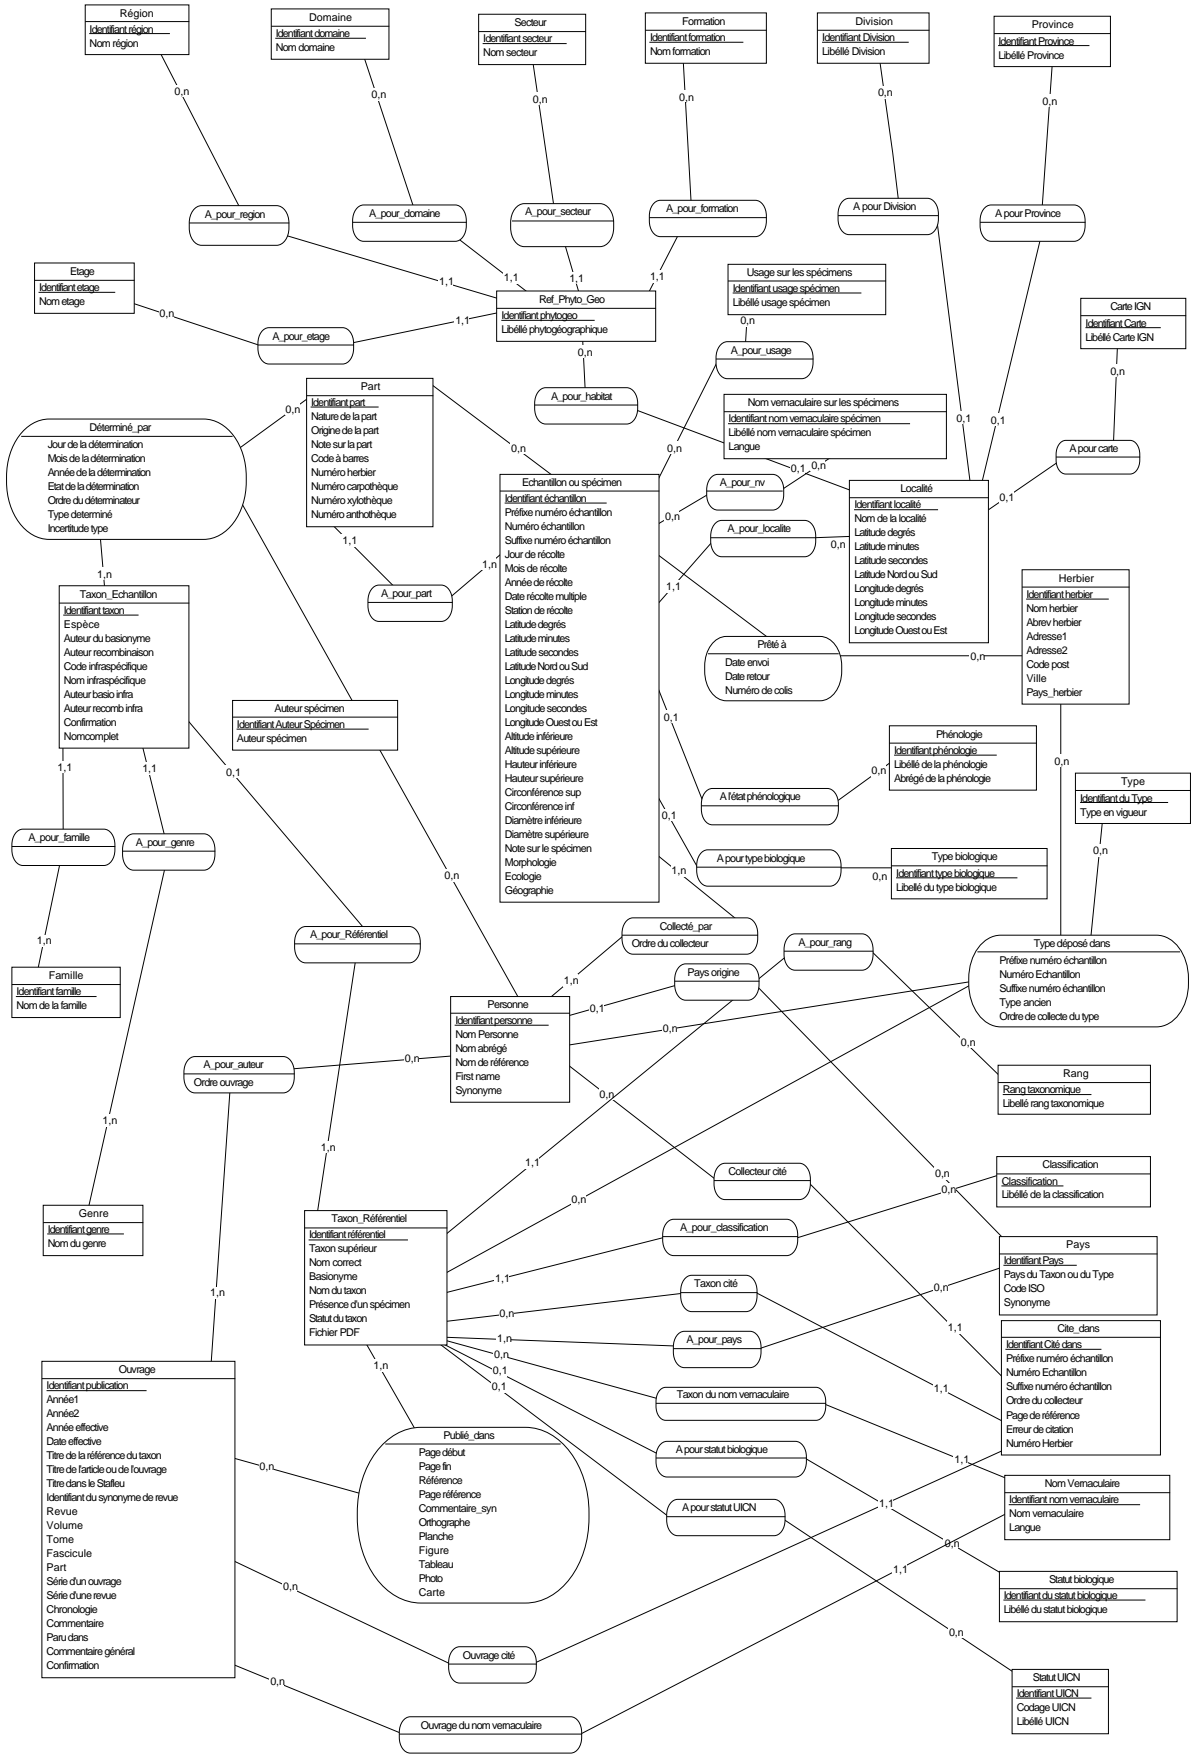 Région
Identifiant région
Nom région
Domaine
Identifiant domaine
Nom domaine
Secteur
Identifiant secteur
Nom secteur
Formation
Identifiant formation
Nom formation
Division
Identifiant Division
Libéllé Division
Province
Identifiant Province
Libéllé Province
0,n
0,n
0,n
0,n
0,n
0,n
A_pour_region
A_pour_domaine
A_pour_secteur
A_pour_formation
A pour Division
A pour Province
1,1
1,1
1,1
1,1
Etage
Identifiant etage
Nom etage
0,n
A_pour_etage
1,1
Ref_Phyto_Geo
Identifiant phytogeo
Libéllé phytogéographique
0,n
A_pour_habitat
0,1
Usage sur les spécimens
Identifiant usage spécimen
Libéllé usage spécimen
0,n
A_pour_usage
0,n
Carte IGN
Identifiant Carte
Libéllé Carte IGN
0,n
A pour carte
0,1
0,1
0,1
Nom vernaculaire sur les spécimens
Identifiant nom vernaculaire spécimen
Libéllé nom vernaculaire spécimen
Langue
0,n
A_pour_nv
0,n
Part
Identifiant part
Nature de la part
Origine de la part
Note sur la part
Code à barres
Numéro herbier
Numéro carpothèque
Numéro xylothèque
Numéro anthothèque
0,n
0,n
1,1
A_pour_part
1,n
Déterminé_par
Jour de la détermination
Mois de la détermination
Année de la détermination
Etat de la détermination
Ordre du déterminateur
Type determiné
Incertitude type
1,n
Echantillon ou spécimen
Identifiant échantillon
Préfixe numéro échantillon
Numéro échantillon
Suffixe numéro échantillon
Jour de récolte
Mois de récolte
Année de récolte
Date récolte multiple
Station de récolte
Latitude degrés
Latitude minutes
Latitude secondes
Latitude Nord ou Sud
Longitude degrés
Longitude minutes
Longitude secondes
Longitude Ouest ou Est
Altitude inférieure
Altitude supérieure
Hauteur inférieure
Hauteur supérieure
Circonférence sup
Circonférence inf
Diamètre inférieure
Diamètre supérieure
Note sur le spécimen
Morphologie
Ecologie
Géographie
A_pour_localite
1,1
0,n
Localité
Identifiant localité
Nom de la localité
Latitude degrés
Latitude minutes
Latitude secondes
Latitude Nord ou Sud
Longitude degrés
Longitude minutes
Longitude secondes
Longitude Ouest ou Est
Herbier
Identifiant herbier
Nom herbier
Abrev herbier
Adresse1
Adresse2
Code post
Ville
Pays_herbier
Prêté à
Date envoi
Date retour
Numéro de colis
0,n
0,n
Taxon_Echantillon
Identifiant taxon
Espèce
Auteur du basionyme
Auteur recombinaison
Code infraspécifique
Nom infraspécifique
Auteur basio infra
Auteur recomb infra
Confirmation
Nomcomplet
1,1
1,1
0,1
Auteur spécimen
Identifiant Auteur Spécimen
Auteur spécimen
0,n
0,1
Phénologie
Identifiant phénologie
Libéllé de la phénologie
Abrégé de la phénologie
0,n
A l'état phénologique
Type
Identifiant du Type
Type en vigueur
0,n
A_pour_famille
A_pour_genre
0,1
A pour type biologique
0,n
Type biologique
Identifiant type biologique
Libellé du type biologique
1,n
1,n
Collecté_par
Ordre du collecteur
1,n
A_pour_Référentiel
A_pour_rang
Type déposé dans
Préfixe numéro échantillon
Numéro Echantillon
Suffixe numéro échantillon
Type ancien
Ordre de collecte du type
Famille
Identifiant famille
Nom de la famille
Pays origine
0,1
0,n
Personne
Identifiant personne
Nom Personne
Nom abrégé
Nom de référence
First name
Synonyme
0,n
A_pour_auteur
Ordre ouvrage
0,n
0,n
Rang
Rang taxonomique
Libellé rang taxonomique
1,n
1,n
1,1
Collecteur cité
0,n
0,n
0,n
Classification
Classification
Libéllé de la classification
Genre
Identifiant genre
Nom du genre
Taxon_Référentiel
Identifiant référentiel
Taxon supérieur
Nom correct
Basionyme
Nom du taxon
Présence d'un spécimen
Statut du taxon
Fichier PDF
A_pour_classification
1,1
Pays
Identifiant Pays
Pays du Taxon ou du Type
Code ISO
Synonyme
1,n
Taxon cité
0,n
0,n
A_pour_pays
1,n
1,1
Cite_dans
Identifiant Cité dans
Préfixe numéro échantillon
Numéro Echantillon
Suffixe numéro échantillon
Ordre du collecteur
Page de référence
Erreur de citation
Numéro Herbier
1,1
0,n
0,1
0,1
1,n
Taxon du nom vernaculaire
1,1
Ouvrage
Identifiant publication
Année1
Année2
Année effective
Date effective
Titre de la référence du taxon
Titre de l'article ou de l'ouvrage
Titre dans le Stafleu
Identifiant du synonyme de revue
Revue
Volume
Tome
Fascicule
Part
Série d'un ouvrage
Série d'une revue
Chronologie
Commentaire
Paru dans
Commentaire général
Confirmation
0,n
Publié_dans
Page début
Page fin
Référence
Page référence
Commentaire_syn
Orthographe
Planche
Figure
Tableau
Photo
Carte
A pour statut biologique
A pour statut UICN
1,1
Nom Vernaculaire
Identifiant nom vernaculaire
Nom vernaculaire
Langue
0,n
1,1
Statut biologique
Identifiant du statut biologique
Libéllé du statut biologique
0,n
Ouvrage cité
0,n
0,n
Ouvrage du nom vernaculaire
Statut UICN
Identifiant UICN
Codage UICN
Libéllé UICN